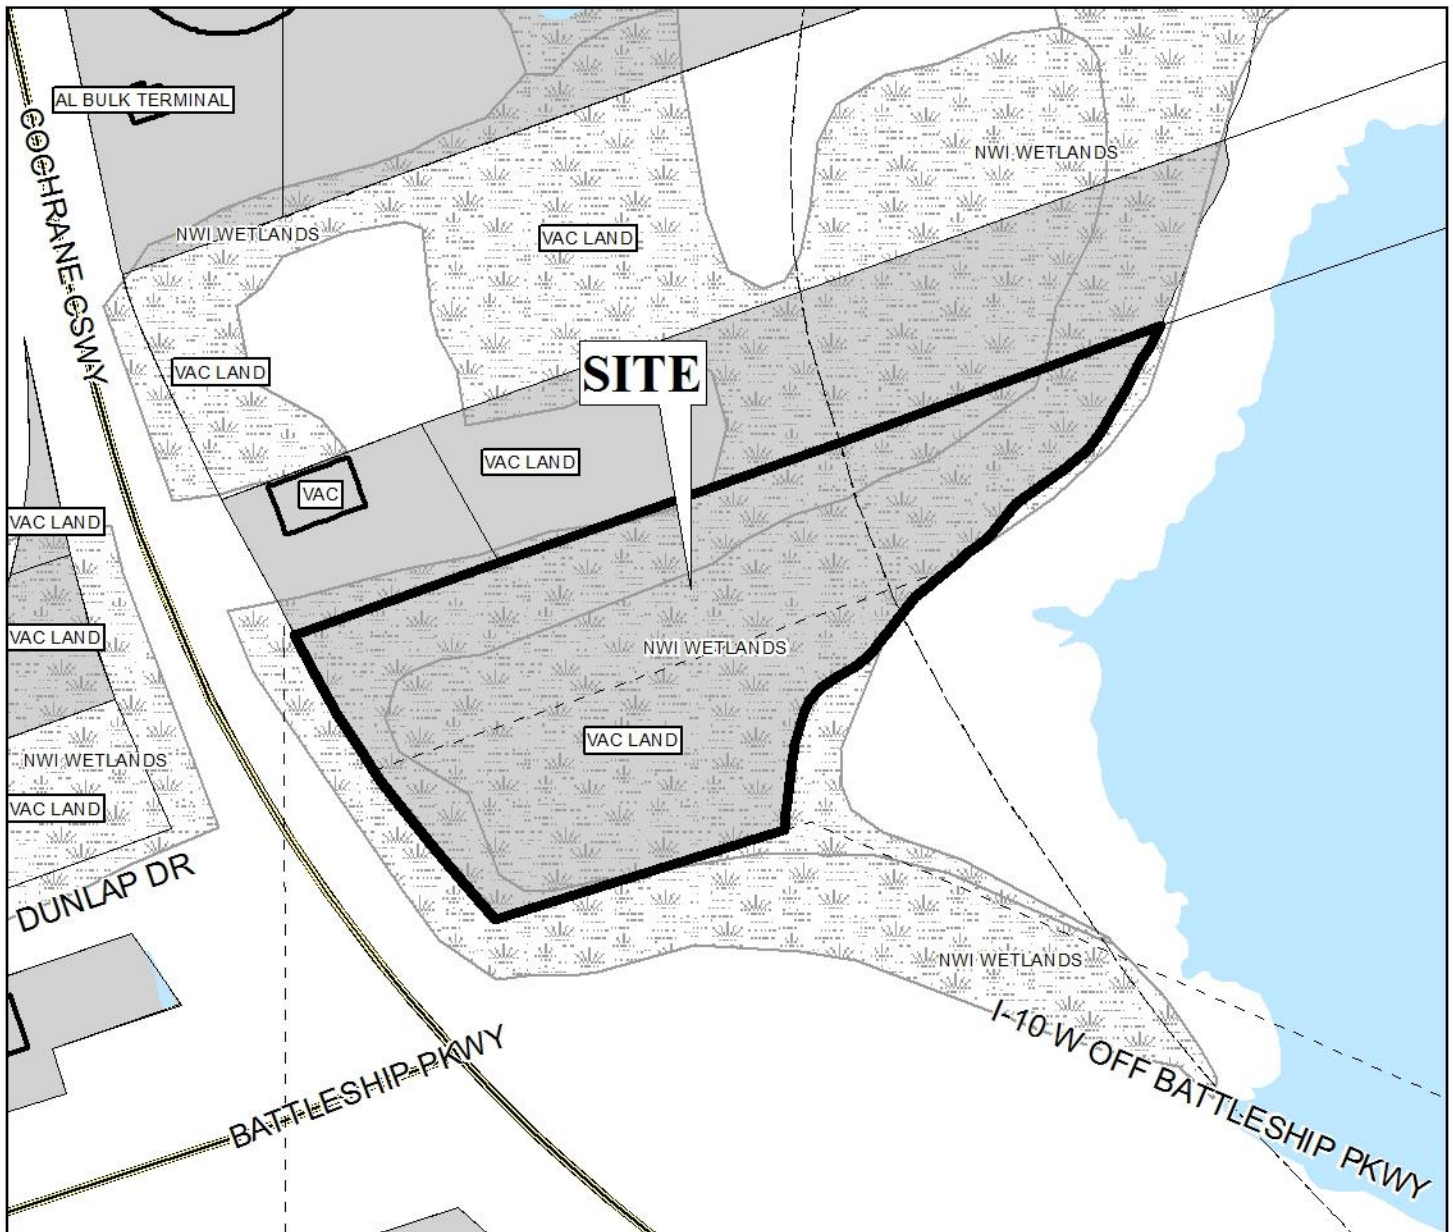 AL BULK TERMINAL
COCHRANE CSWY
NWI WETLANDS
NWI WETLANDS
VAC LAND
VAC LAND
SITE
VAC LAND
VAC
VAC LAND
VAC LAND
NWI WETLANDS
VAC LAND
NWI WETLANDS
VAC LAND
DUNLAP DR
NWI WETLANDS
I-10 W OFF BATTLESHIP PKWY
BATTLESHIP PKWY